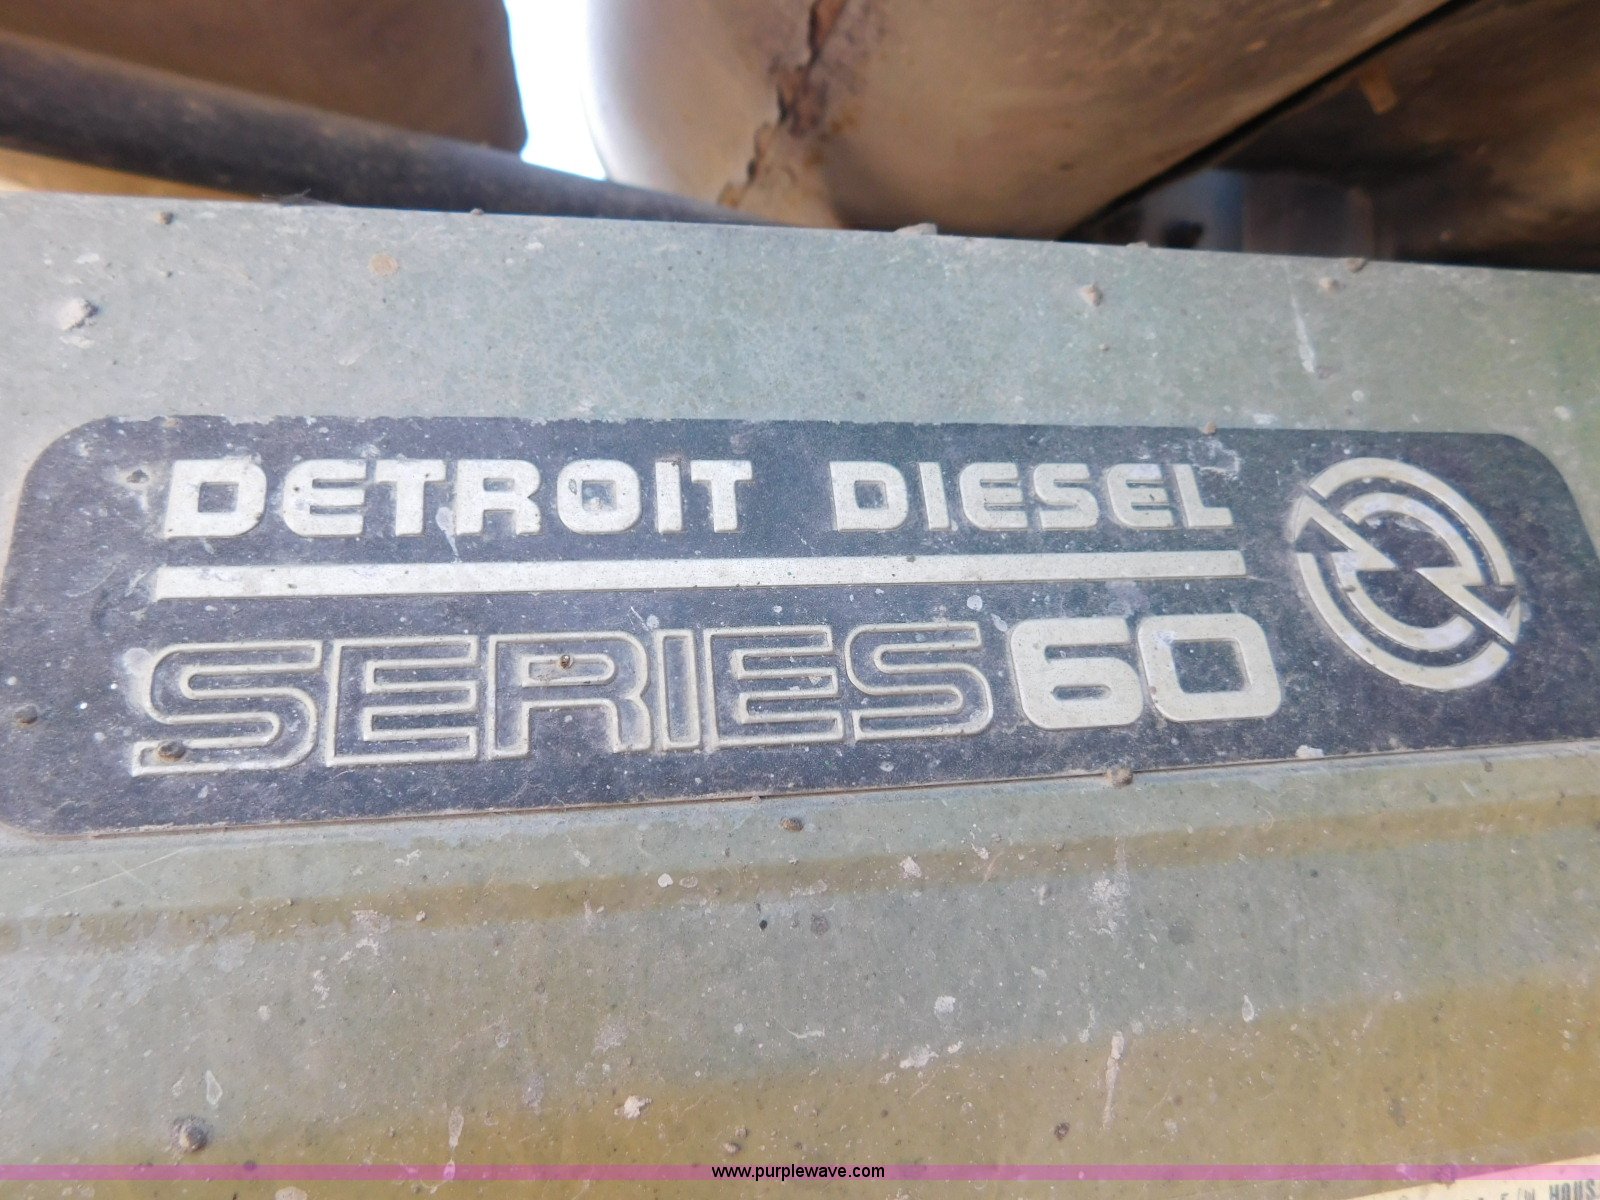 DETROIT DIESEL
SERIES 60
www.purplewave.com